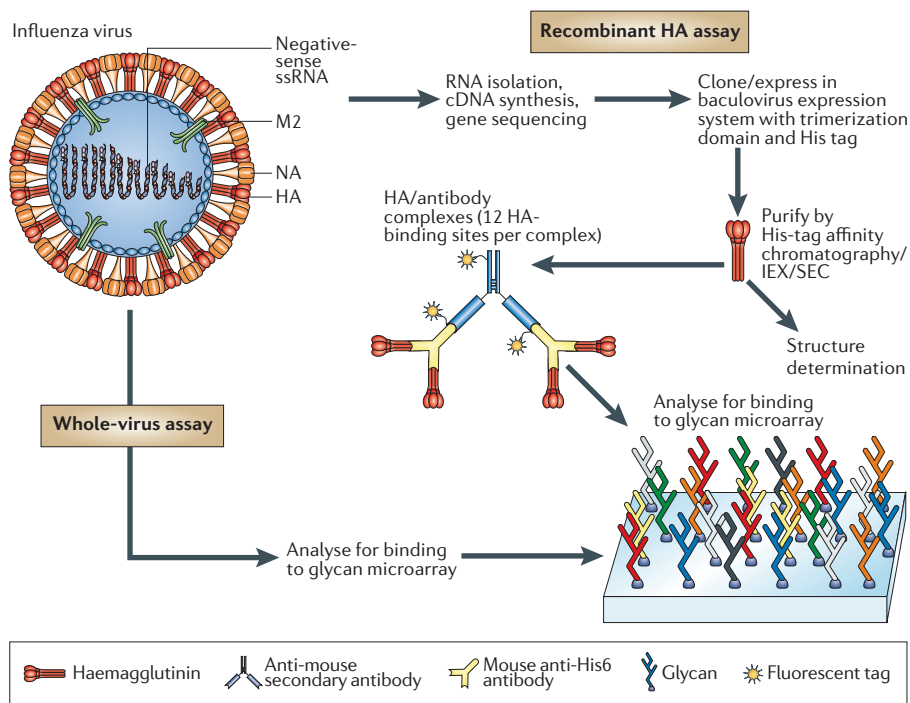 Influenza virus
Negative-
sense
ssRNA
M2
NA
HA
Recombinant HA assay
RNA isolation,
cDNA synthesis,
gene sequencing
Clone/express in
baculovirus expression
system with trimerization
domain and His tag
HA/antibody
complexes (12 HA-
binding sites per complex)
Purify by
His-tag affinity
chromatography/
IEX/SEC
Structure
determination
Whole-virus assay
Analyse for binding
to glycan microarray
Analyse for binding
to glycan microarray
Haemagglutinin
Anti-mouse
secondary antibody
Mouse anti-His6
antibody
Glycan
Fluorescent tag